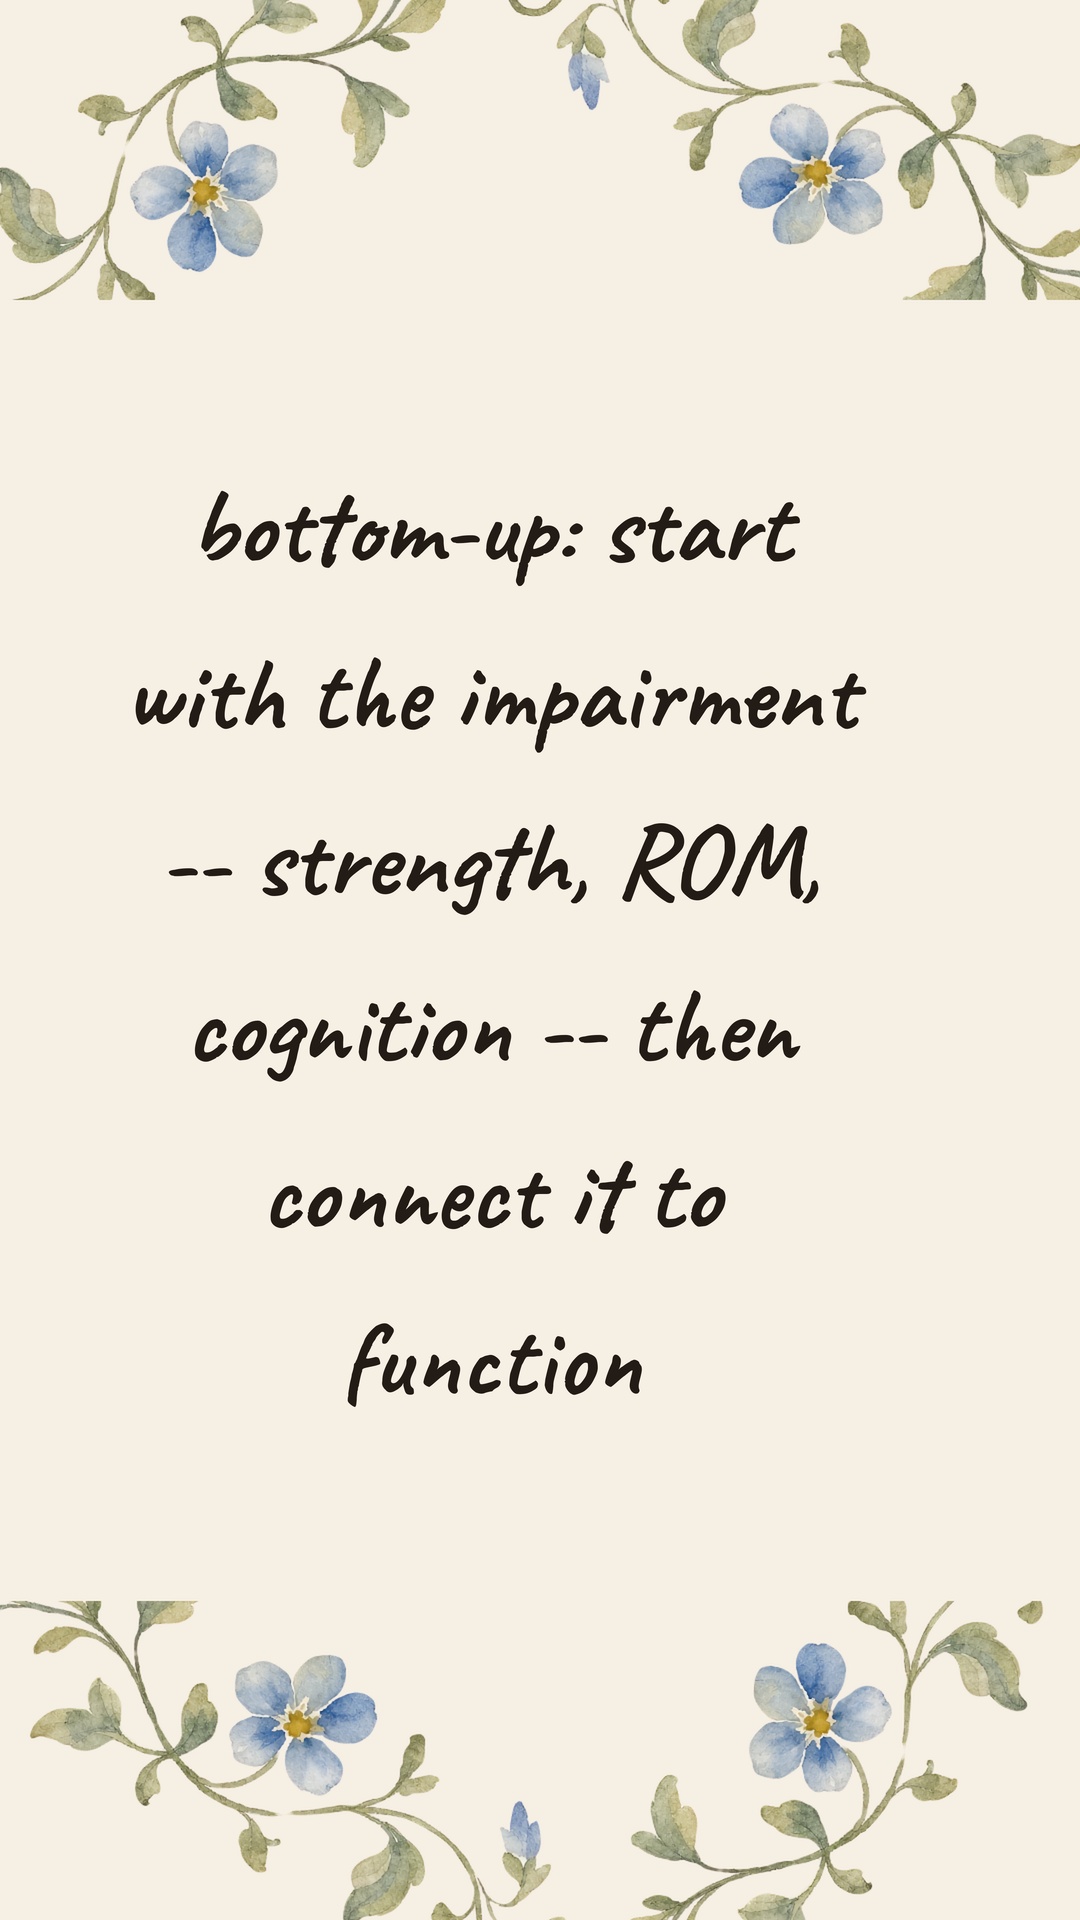 bottom-up: start
with the impairment
-- strength, ROM,
cognition -- then
connect it to
function